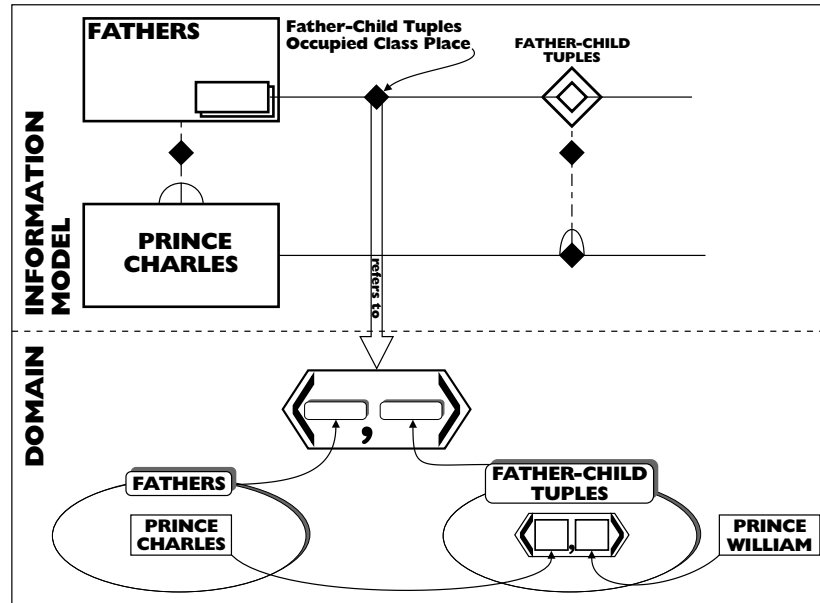 FATHERS
Father-Child Tuples
Occupied Class Place
FATHER-CHILD
TUPLES
INFORMATION
MODEL
PRINCE
CHARLES
refers to
DOMAIN
,
FATHERS
FATHER-CHILD
TUPLES
PRINCE
CHARLES
,
PRINCE
WILLIAM